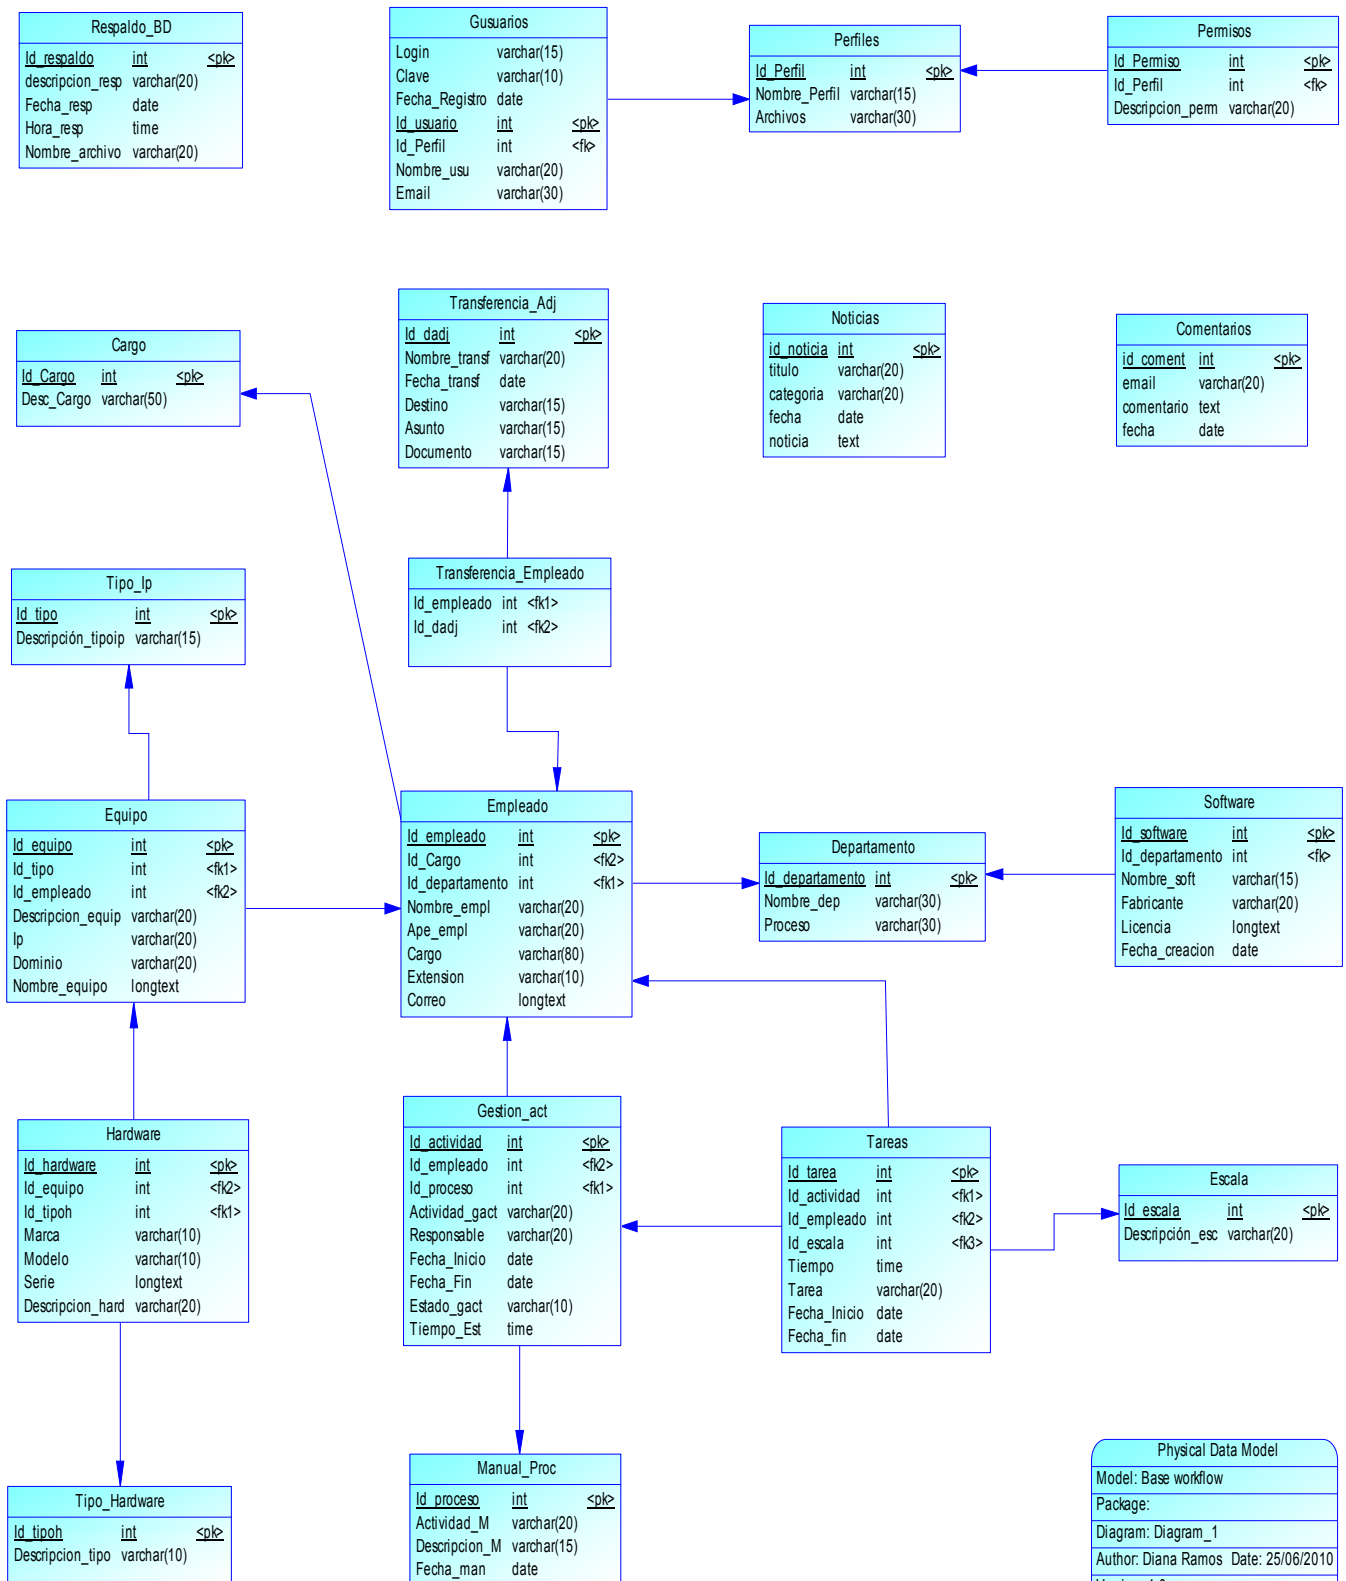 Respaldo_BD
Id_respaldo int <pk>
descripcion_resp varchar(20)
Fecha_resp date
Hora_resp time
Nombre_archivo varchar(20)
Gusuarios
Login varchar(15)
Clave varchar(10)
Fecha_Registro date
Id_usuario int <pk>
Id_Perfil int <fk>
Nombre_usu varchar(20)
Email varchar(30)
Perfiles
Id_Perfil int <pk>
Nombre_Perfil varchar(15)
Archivos varchar(30)
Permisos
Id_Permiso int <pk>
Id_Perfil int <fk>
Descripcion_perm varchar(20)
Cargo
Id_Cargo int <pk>
Desc_Cargo varchar(50)
Transferencia_Adj
Id_dadj int <pk>
Nombre_transf varchar(20)
Fecha_transf date
Destino varchar(15)
Asunto varchar(15)
Documento varchar(15)
Noticias
id_noticia int <pk>
titulo varchar(20)
categoria varchar(20)
fecha date
noticia text
Comentarios
id_coment int <pk>
email varchar(20)
comentario text
fecha date
Tipo_Ip
Id_tipo int <pk>
Descripción_tipoip varchar(15)
Transferencia_Empleado
Id_empleado int <fk1>
Id_dadj int <fk2>
Equipo
Id_equipo int <pk>
Id_tipo int <fk1>
Id_empleado int <fk2>
Descripcion_equip varchar(20)
Ip varchar(20)
Dominio varchar(20)
Nombre_equipo longtext
Empleado
Id_empleado int <pk>
Id_Cargo int <fk2>
Id_departamento int <fk1>
Nombre_empl varchar(20)
Ape_empl varchar(20)
Cargo varchar(80)
Extension varchar(10)
Correo longtext
Departamento
Id_departamento int <pk>
Nombre_dep varchar(30)
Proceso varchar(30)
Software
Id_software int <pk>
Id_departamento int <fk>
Nombre_soft varchar(15)
Fabricante varchar(20)
Licencia longtext
Fecha_creacion date
Hardware
Id_hardware int <pk>
Id_equipo int <fk2>
Id_tipoh int <fk1>
Marca varchar(10)
Modelo varchar(10)
Serie longtext
Descripcion_hard varchar(20)
Gestion_act
Id_actividad int <pk>
Id_empleado int <fk2>
Id_proceso int <fk1>
Actividad_gact varchar(20)
Responsable varchar(20)
Fecha_Inicio date
Fecha_Fin date
Estado_gact varchar(10)
Tiempo_Est time
Tareas
Id_tarea int <pk>
Id_actividad int <fk1>
Id_empleado int <fk2>
Id_escala int <fk3>
Tiempo time
Tarea varchar(20)
Fecha_Inicio date
Fecha_fin date
Escala
Id_escala int <pk>
Descripción_esc varchar(20)
Tipo_Hardware
Id_tipoh int <pk>
Descripcion_tipo varchar(10)
Manual_Proc
Id_proceso int <pk>
Actividad_M varchar(20)
Descripcion_M varchar(15)
Fecha_man date
Physical Data Model
Model: Base workflow
Package:
Diagram: Diagram_1
Author: Diana Ramos Date: 25/06/2010